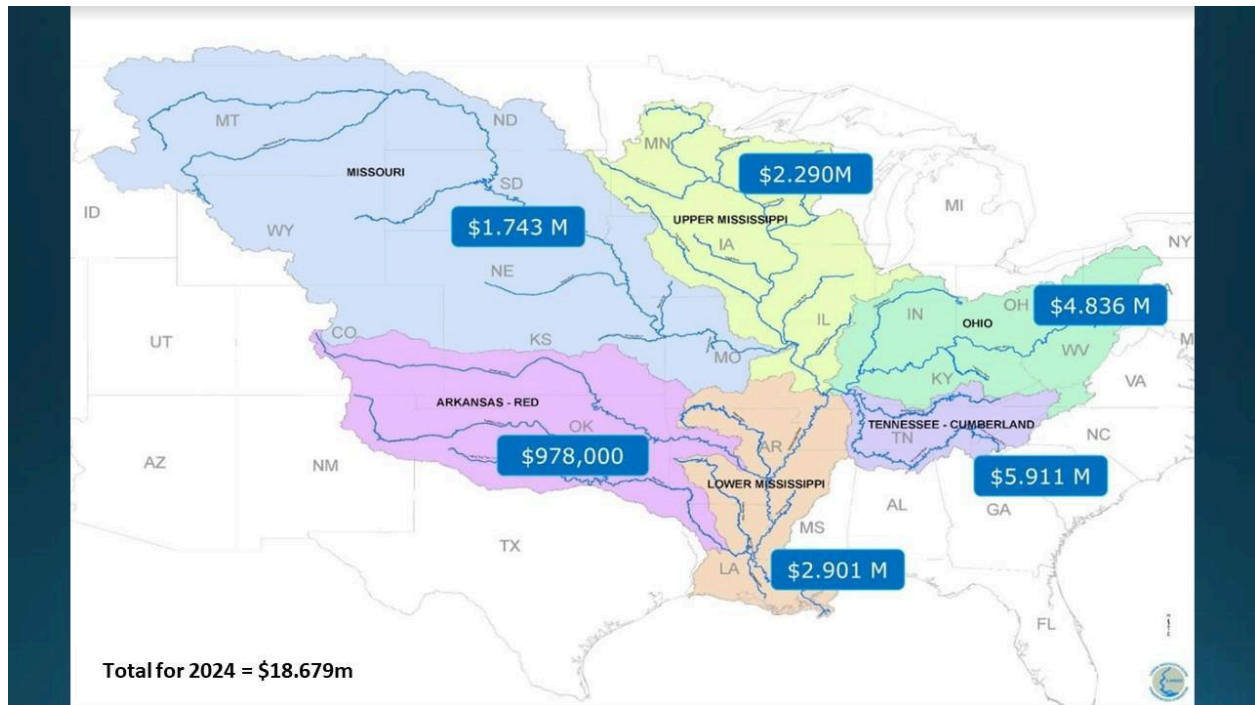 MT
ND
MN
MISSOURI
$2.290M
SD
ID
MI
$1.743 M
UPPER MISSISSIPPI
WY
IA
NY
NE
$4.836 M
OH
IN
IL
OHIO
CO
UT
KS
MO
WV
KY
VA
ARKANSAS - RED
TENNESSEE - CUMBERLAND
OK
TN
NC
AR
$978,000
AZ
NM
$5.911 M
LOWER MISSISSIPPI
AL
GA
MS
TX
LA
$2.901 M
FL
Total for 2024 = $18.679m